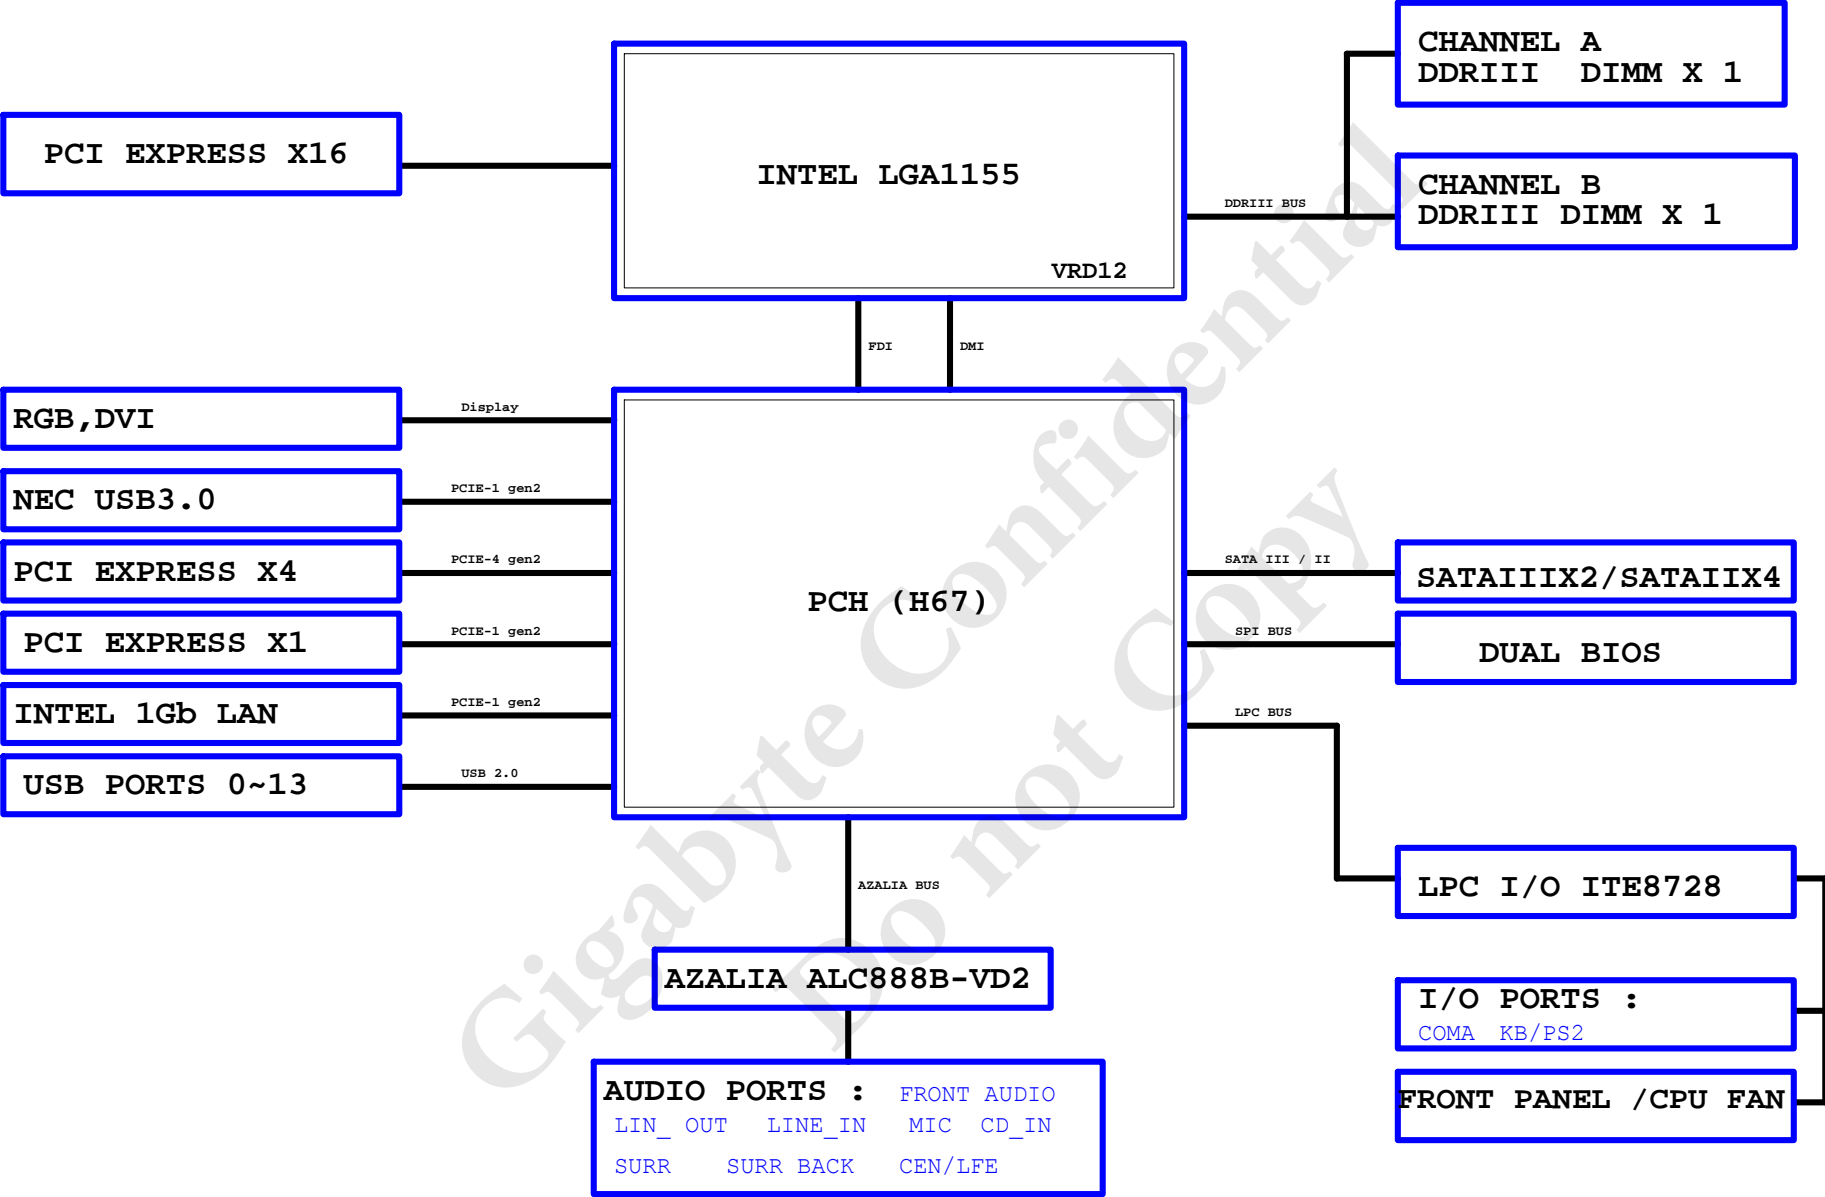 CHANNEL A
DDRIII DIMM X 1
PCI EXPRESS X16
INTEL LGA1155
VRD12
DDRIII BUS
CHANNEL B
DDRIII DIMM X 1
FDI
DMI
RGB,DVI
Display
NEC USB3.0
PCIE-1 gen2
PCI EXPRESS X4
PCIE-4 gen2
PCH (H67)
SATA III / II
SATAIIIX2/SATAIIX4
PCI EXPRESS X1
PCIE-1 gen2
SPI BUS
DUAL BIOS
INTEL 1Gb LAN
PCIE-1 gen2
LPC BUS
USB PORTS 0~13
USB 2.0
AZALIA BUS
LPC I/O ITE8728
AZALIA ALC888B-VD2
I/O PORTS :
COMA KB/PS2
AUDIO PORTS : FRONT AUDIO
LIN_ OUT LINE_IN MIC CD_IN
SURR SURR BACK CEN/LFE
FRONT PANEL /CPU FAN
Gigabyte Confidential
Do not Copy